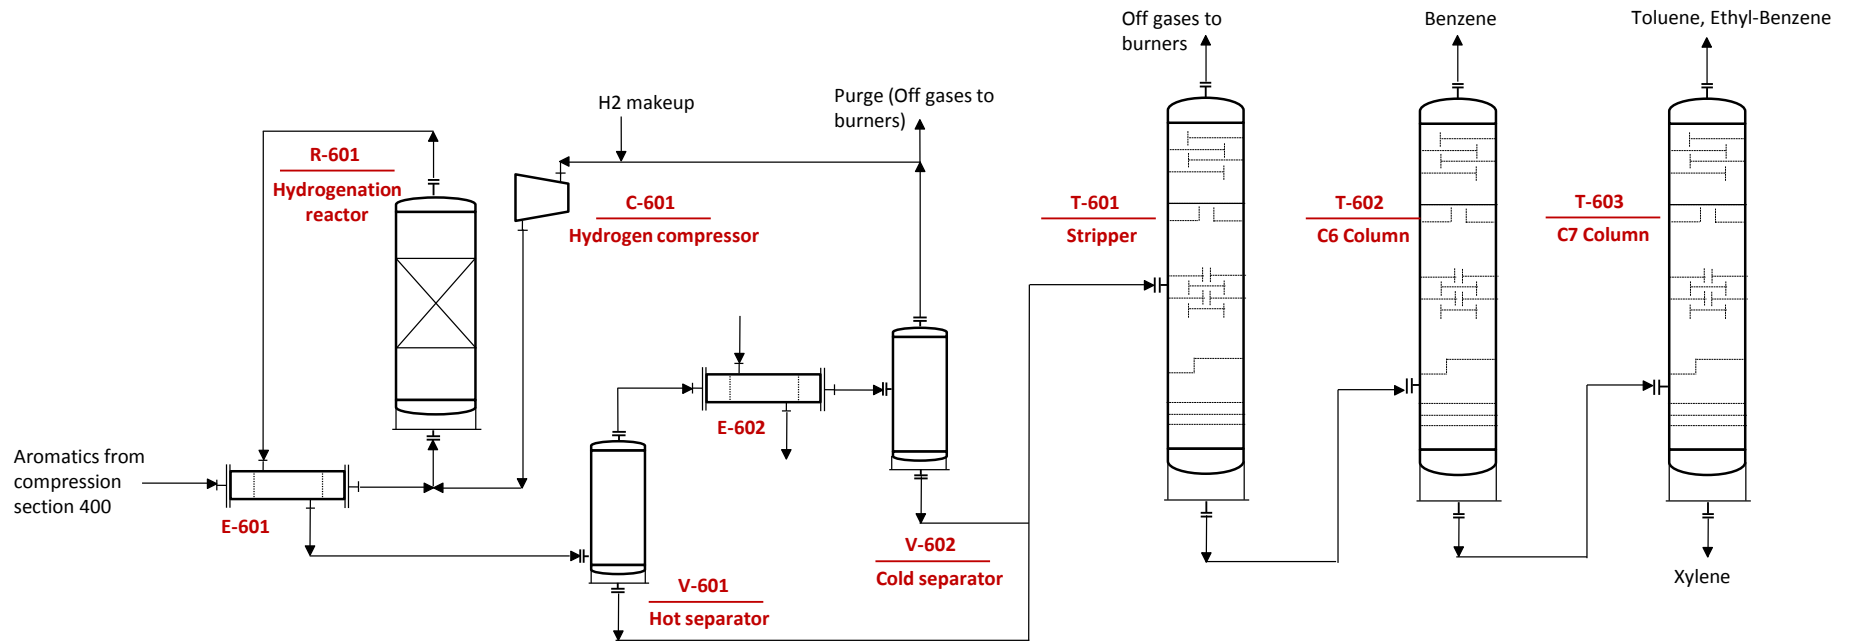 Off gases to
burners
Benzene
Toluene, Ethyl-Benzene
H2 makeup
Purge (Off gases to
burners)
R-601
Hydrogenation
reactor
C-601
Hydrogen compressor
T-601
Stripper
T-602
C6 Column
T-603
C7 Column
E-602
Aromatics from
compression
section 400
E-601
V-601
Hot separator
V-602
Cold separator
Xylene